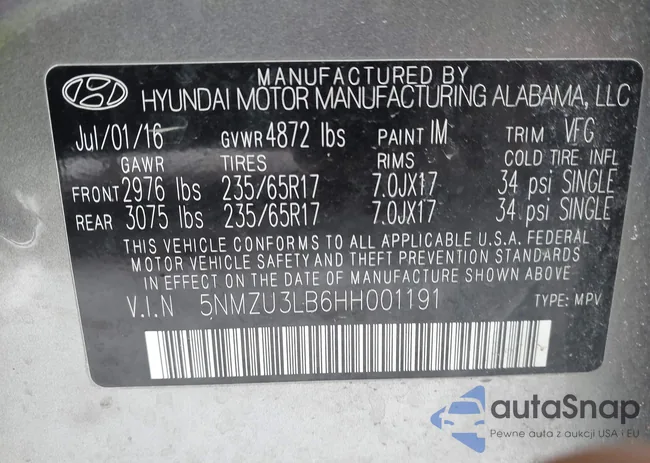 MANUFACTURED BY
HYUNDAI MOTOR MANUFACTURING ALABAMA, LLC
Jul/01/16 GVWR 4872 lbs PAINT IM TRIM VFG
GAWR TIRES RIMS COLD TIRE INFL
FRONT 2976 lbs 235/65R17 7.0JX17 34 psi SINGLE
REAR 3075 lbs 235/65R17 7.0JX17 34 psi SINGLE
THIS VEHICLE CONFORMS TO ALL APPLICABLE U.S.A. FEDERAL
MOTOR VEHICLE SAFETY AND THEFT PREVENTION STANDARDS
IN EFFECT ON THE DATE OF MANUFACTURE SHOWN ABOVE
V.I.N 5NMZU3LB6HH001191 TYPE: MPV
autaSnap
Pewne auta z aukcji USA i EU